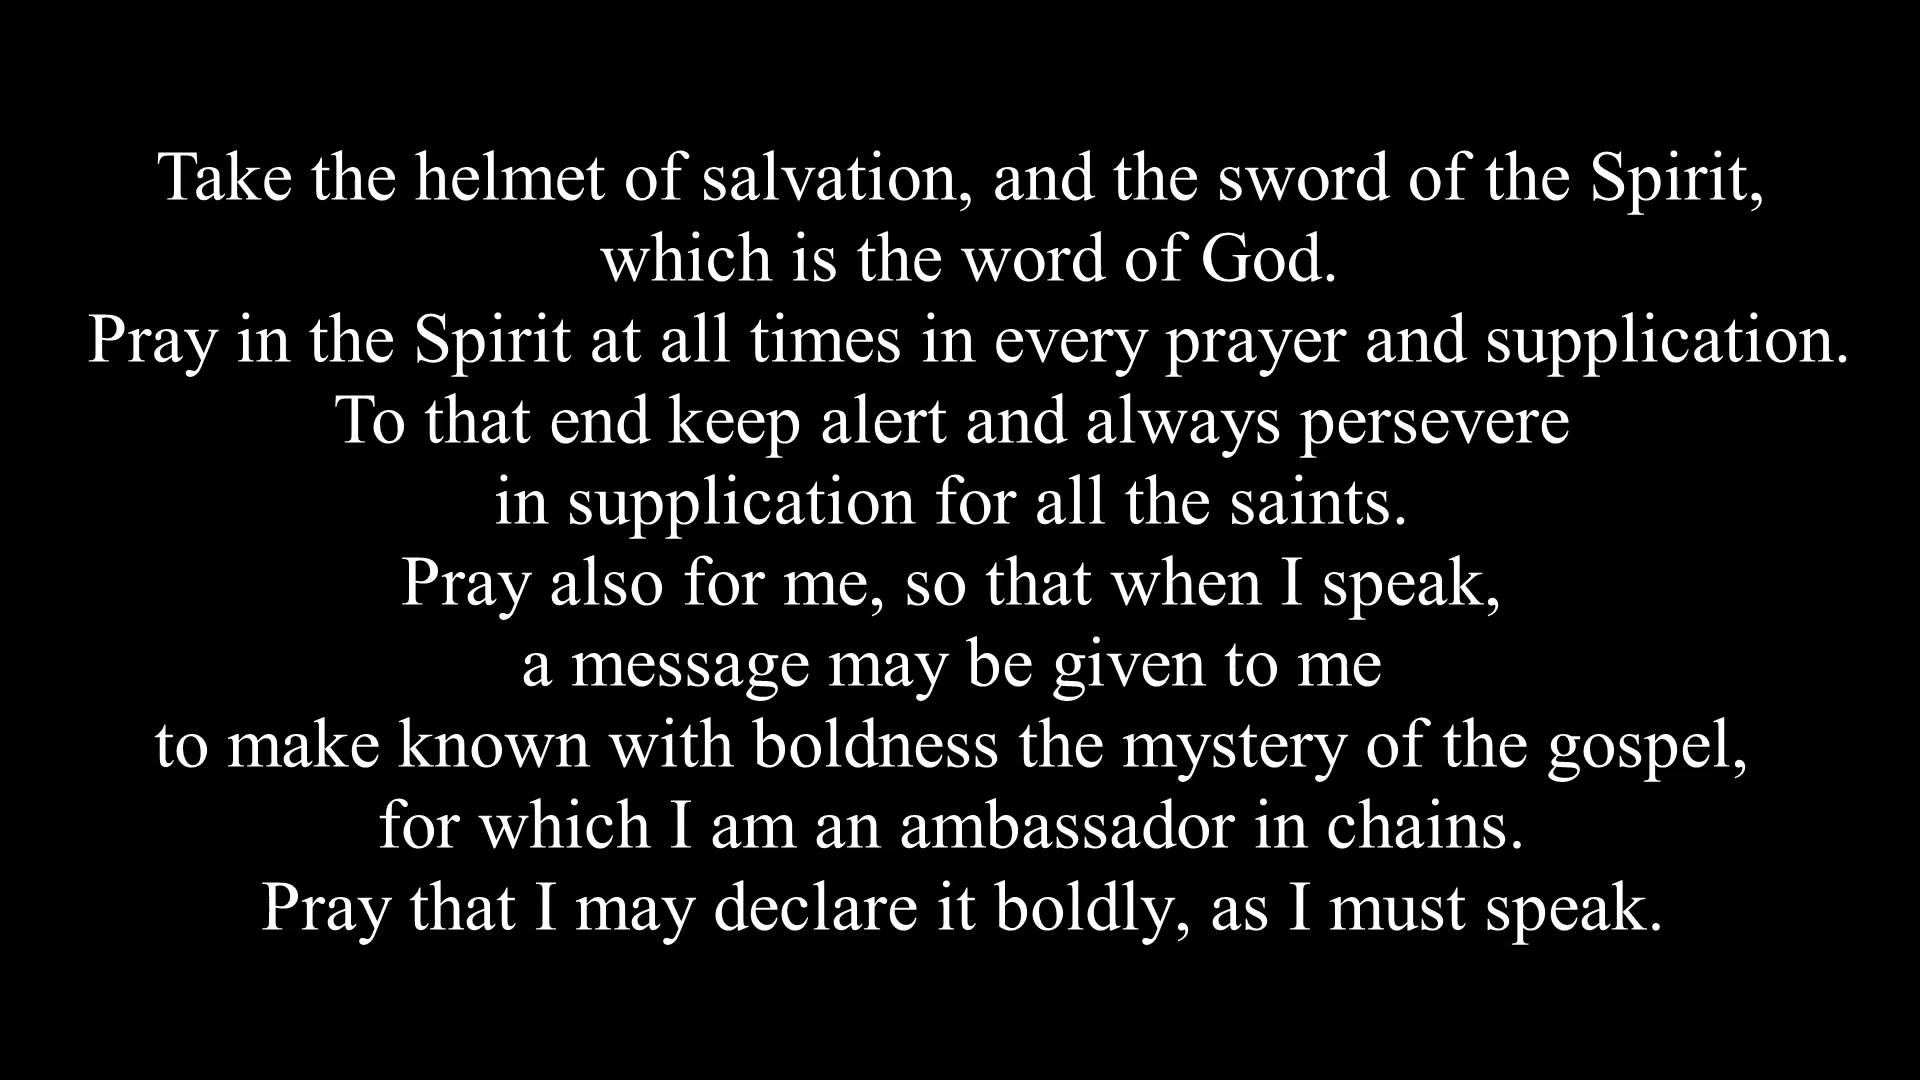 Take the helmet of salvation, and the sword of the Spirit,
which is the word of God.
Pray in the Spirit at all times in every prayer and supplication.
To that end keep alert and always persevere
in supplication for all the saints.
Pray also for me, so that when I speak,
a message may be given to me
to make known with boldness the mystery of the gospel,
for which I am an ambassador in chains.
Pray that I may declare it boldly, as I must speak.